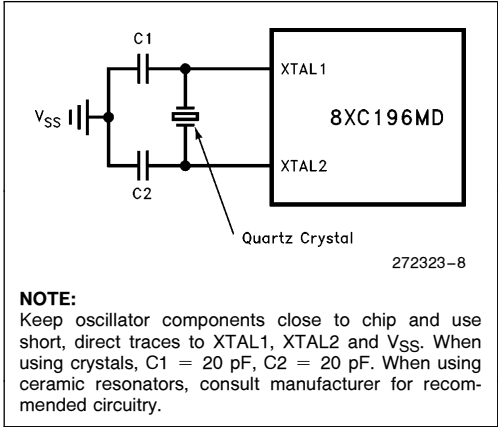 C1
XTAL1
VSS
8XC196MD
XTAL2
C2
Quartz Crystal
272323-8
NOTE:
Keep oscillator components close to chip and use
short, direct traces to XTAL1, XTAL2 and VSS. When
using crystals, C1 = 20 pF, C2 = 20 pF. When using
ceramic resonators, consult manufacturer for recom-
mended circuitry.